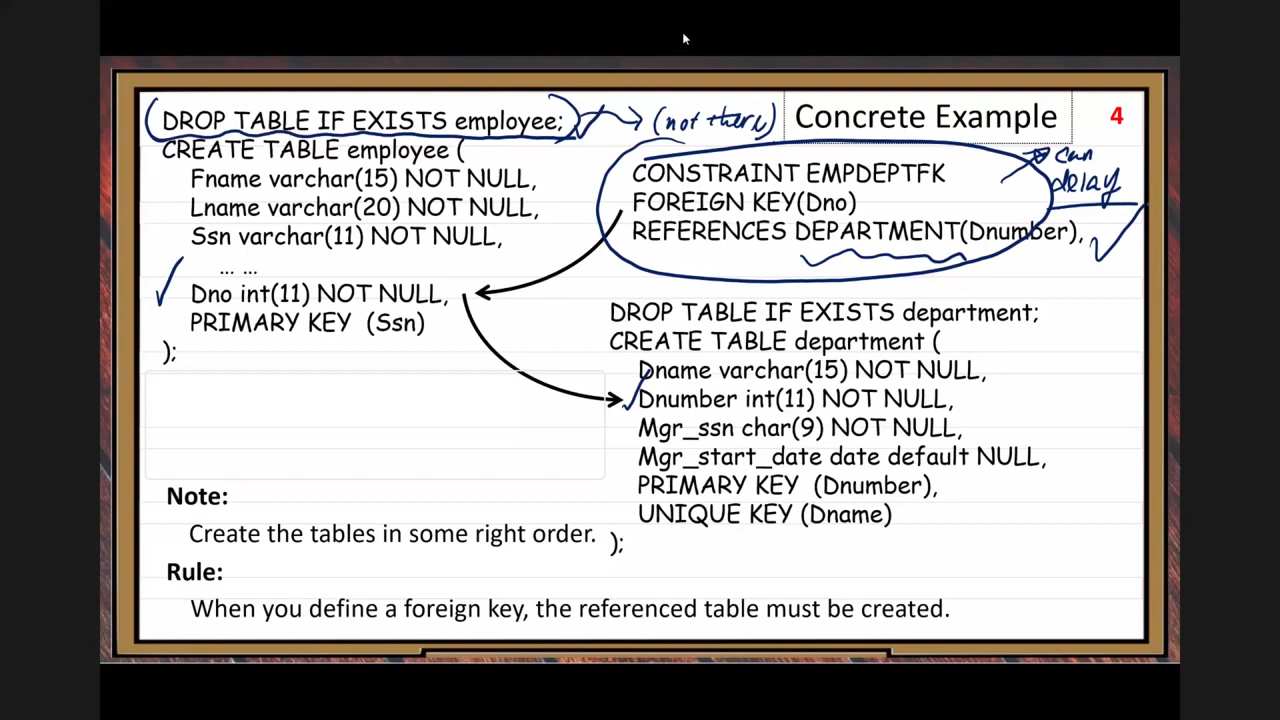 DROP TABLE IF EXISTS employee;
(not there)
Concrete Example
4
CREATE TABLE employee (
Fname varchar(15) NOT NULL,
Lname varchar(20) NOT NULL,
Ssn varchar(11) NOT NULL,
... ...
Dno int(11) NOT NULL,
PRIMARY KEY (Ssn)
);
CONSTRAINT EMPDEPTFK
FOREIGN KEY(Dno)
REFERENCES DEPARTMENT(Dnumber),
can
delay
DROP TABLE IF EXISTS department;
CREATE TABLE department (
Dname varchar(15) NOT NULL,
Dnumber int(11) NOT NULL,
Mgr_ssn char(9) NOT NULL,
Mgr_start_date date default NULL,
PRIMARY KEY (Dnumber),
UNIQUE KEY (Dname)
);
Note:
Create the tables in some right order.
Rule:
When you define a foreign key, the referenced table must be created.